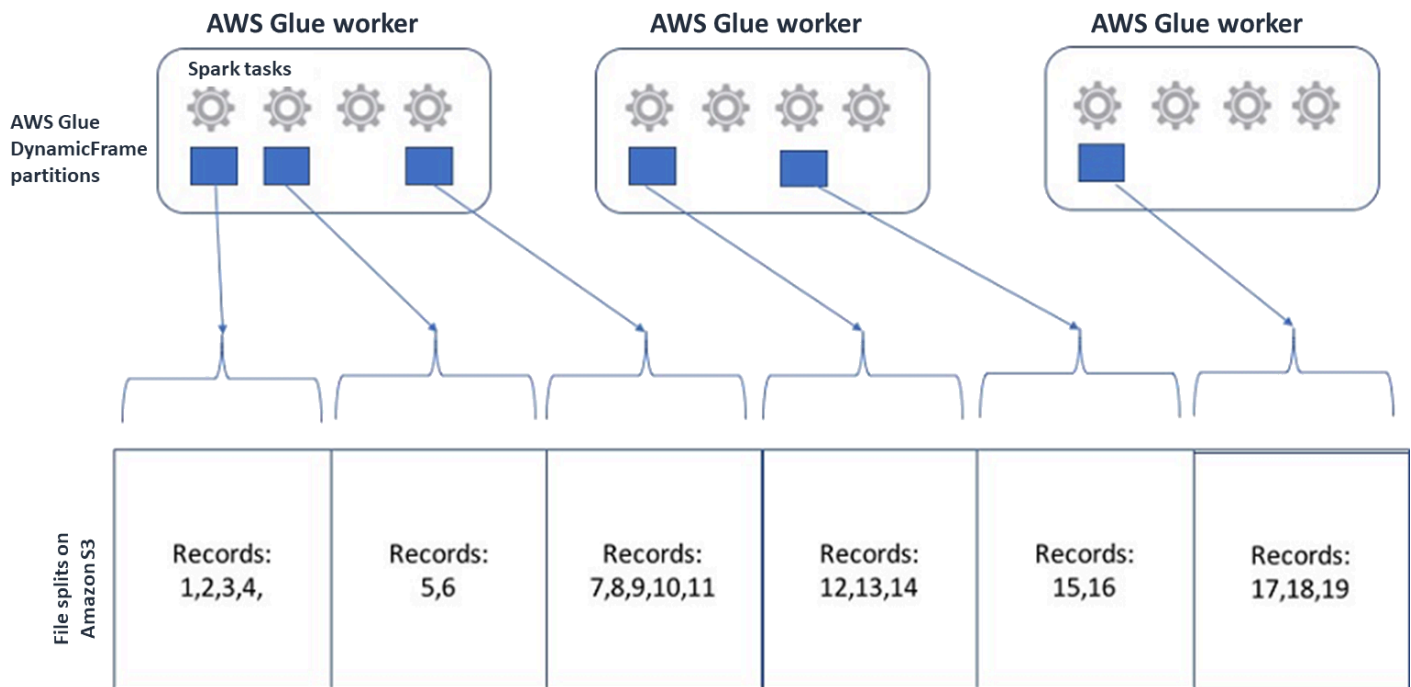 AWS Glue worker
AWS Glue worker
AWS Glue worker
Spark tasks
AWS Glue
DynamicFrame
partitions
File splits on
Amazon S3
Records:
1,2,3,4,
Records:
5,6
Records:
7,8,9,10,11
Records:
12,13,14
Records:
15,16
Records:
17,18,19